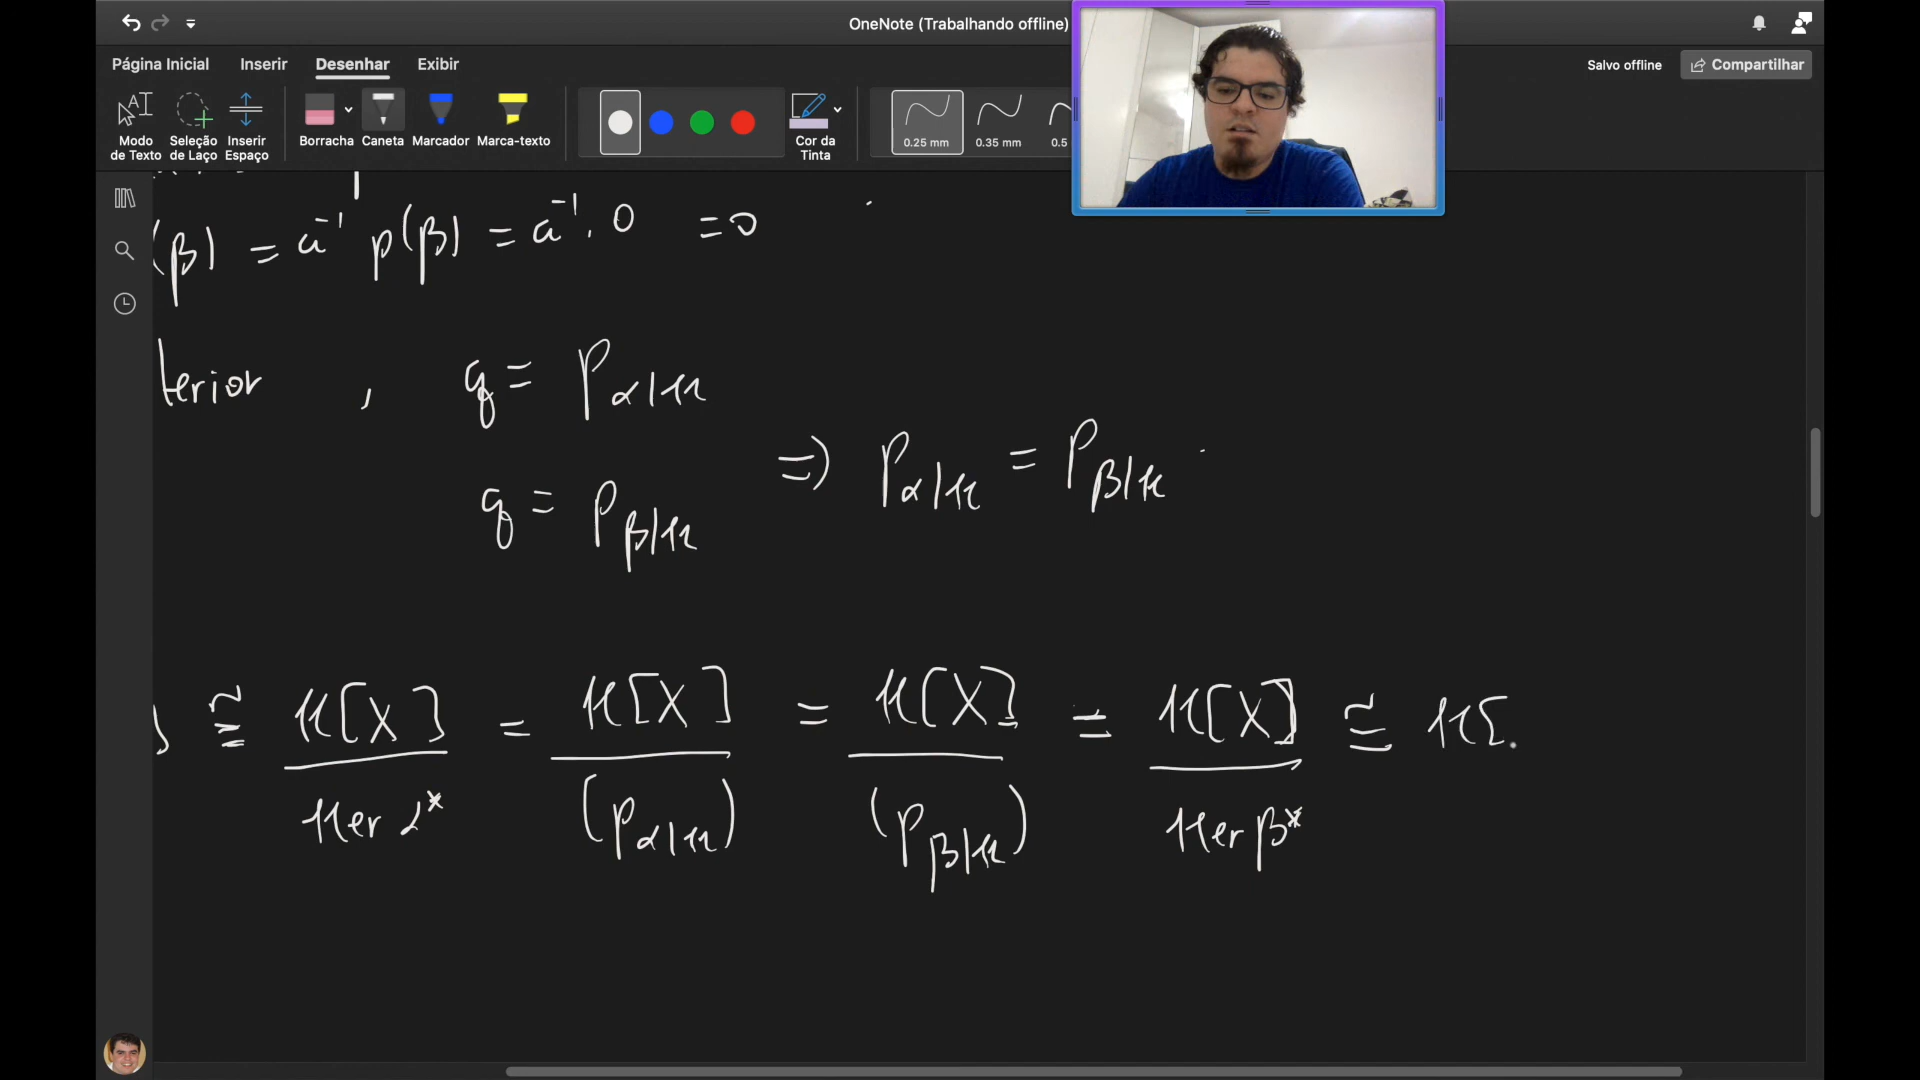 OneNote (Trabalhando offline)
Página Inicial Inserir Desenhar Exibir
Salvo offline Compartilhar
Modo de Texto Seleção de Laço Inserir Espaço Borracha Caneta Marcador Marca-texto Cor da Tinta 0.25 mm 0.35 mm 0.5
(β) = a⁻¹ p(β) = a⁻¹ . 0 = 0
terior , q = P_{α|K}
⇒ P_{α|K} = P_{β|K}
q = P_{β|K}
) ≅ K[X] / Ker α* = K[X] / (P_{α|K}) = K[X] / (P_{β|K}) = K[X] / Ker β* ≅ K[